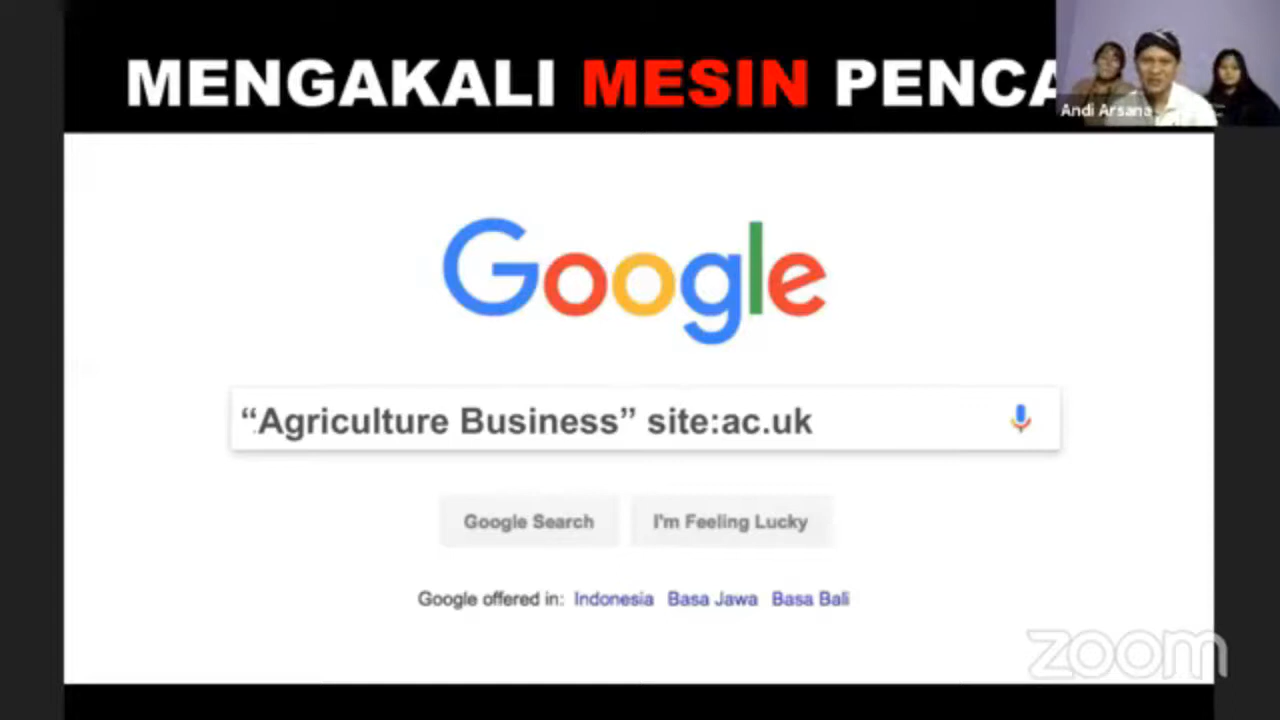 MENGAKALI MESIN PENCA
Andi Arsana
Google
“Agriculture Business” site:ac.uk
Google Search
I'm Feeling Lucky
Google offered in: Indonesia Basa Jawa Basa Bali
zoom